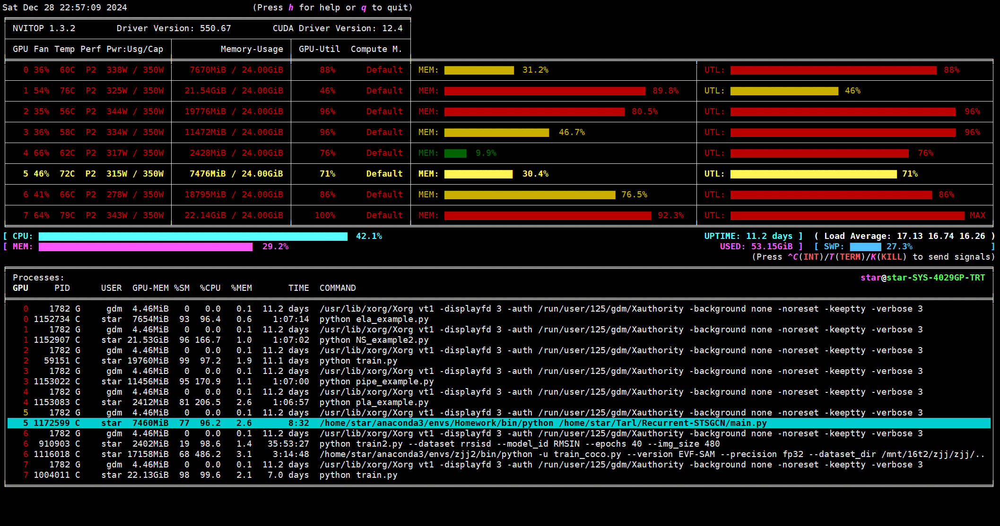 Sat Dec 28 22:57:09 2024 (Press h for help or q to quit)
NVITOP 1.3.2 Driver Version: 550.67 CUDA Driver Version: 12.4
GPU Fan Temp Perf Pwr:Usg/Cap Memory-Usage GPU-Util Compute M.
0 36% 60C P2 338W / 350W 7670MiB / 24.00GiB 88% Default MEM: 31.2% UTL: 88%
1 54% 76C P2 325W / 350W 21.54GiB / 24.00GiB 46% Default MEM: 89.8% UTL: 46%
2 35% 56C P2 344W / 350W 19776MiB / 24.00GiB 96% Default MEM: 80.5% UTL: 96%
3 36% 58C P2 334W / 350W 11472MiB / 24.00GiB 96% Default MEM: 46.7% UTL: 96%
4 66% 62C P2 317W / 350W 2428MiB / 24.00GiB 76% Default MEM: 9.9% UTL: 76%
5 46% 72C P2 315W / 350W 7476MiB / 24.00GiB 71% Default MEM: 30.4% UTL: 71%
6 41% 66C P2 278W / 350W 18795MiB / 24.00GiB 86% Default MEM: 76.5% UTL: 86%
7 64% 79C P2 343W / 350W 22.14GiB / 24.00GiB 100% Default MEM: 92.3% UTL: MAX
[ CPU: 42.1% UPTIME: 11.2 days ] ( Load Average: 17.13 16.74 16.26 )
[ MEM: 29.2% USED: 53.15GiB ] [ SWP: 27.3% ]
(Press ^C(INT)/T(TERM)/K(KILL) to send signals)
Processes: star@star-SYS-4029GP-TRT
GPU PID USER GPU-MEM %SM %CPU %MEM TIME COMMAND
0 1782 G gdm 4.46MiB 0 0.0 0.1 11.2 days /usr/lib/xorg/Xorg vt1 -displayfd 3 -auth /run/user/125/gdm/Xauthority -background none -noreset -keeptty -verbose 3
0 1152734 C star 7654MiB 93 96.4 0.6 1:07:14 python ela_example.py
1 1782 G gdm 4.46MiB 0 0.0 0.1 11.2 days /usr/lib/xorg/Xorg vt1 -displayfd 3 -auth /run/user/125/gdm/Xauthority -background none -noreset -keeptty -verbose 3
1 1152907 C star 21.53GiB 96 166.7 1.0 1:07:02 python NS_example2.py
2 1782 G gdm 4.46MiB 0 0.0 0.1 11.2 days /usr/lib/xorg/Xorg vt1 -displayfd 3 -auth /run/user/125/gdm/Xauthority -background none -noreset -keeptty -verbose 3
2 59151 C star 19760MiB 99 97.2 1.9 11.1 days python train.py
3 1782 G gdm 4.46MiB 0 0.0 0.1 11.2 days /usr/lib/xorg/Xorg vt1 -displayfd 3 -auth /run/user/125/gdm/Xauthority -background none -noreset -keeptty -verbose 3
3 1153022 C star 11456MiB 95 170.9 1.1 1:07:00 python pipe_example.py
4 1782 G gdm 4.46MiB 0 0.0 0.1 11.2 days /usr/lib/xorg/Xorg vt1 -displayfd 3 -auth /run/user/125/gdm/Xauthority -background none -noreset -keeptty -verbose 3
4 1153083 C star 2412MiB 81 206.5 2.6 1:06:57 python pla_example.py
5 1782 G gdm 4.46MiB 0 0.0 0.1 11.2 days /usr/lib/xorg/Xorg vt1 -displayfd 3 -auth /run/user/125/gdm/Xauthority -background none -noreset -keeptty -verbose 3
5 1172599 C star 7460MiB 77 96.2 2.6 8:32 /home/star/anaconda3/envs/Homework/bin/python /home/star/Tarl/Recurrent-STSGCN/main.py
6 1782 G gdm 4.46MiB 0 0.0 0.1 11.2 days /usr/lib/xorg/Xorg vt1 -displayfd 3 -auth /run/user/125/gdm/Xauthority -background none -noreset -keeptty -verbose 3
6 910903 C star 2402MiB 19 98.6 1.4 35:53:27 python train2.py --dataset rrsisd --model_id RMSIN --epochs 40 --img_size 480
6 1116018 C star 17158MiB 68 486.2 3.1 3:14:48 /home/star/anaconda3/envs/zjj2/bin/python -u train_coco.py --version EVF-SAM --precision fp32 --dataset_dir /mnt/16t2/zjj/zjj/..
7 1782 G gdm 4.46MiB 0 0.0 0.1 11.2 days /usr/lib/xorg/Xorg vt1 -displayfd 3 -auth /run/user/125/gdm/Xauthority -background none -noreset -keeptty -verbose 3
7 1004011 C star 22.13GiB 98 99.6 2.1 7.0 days python train.py